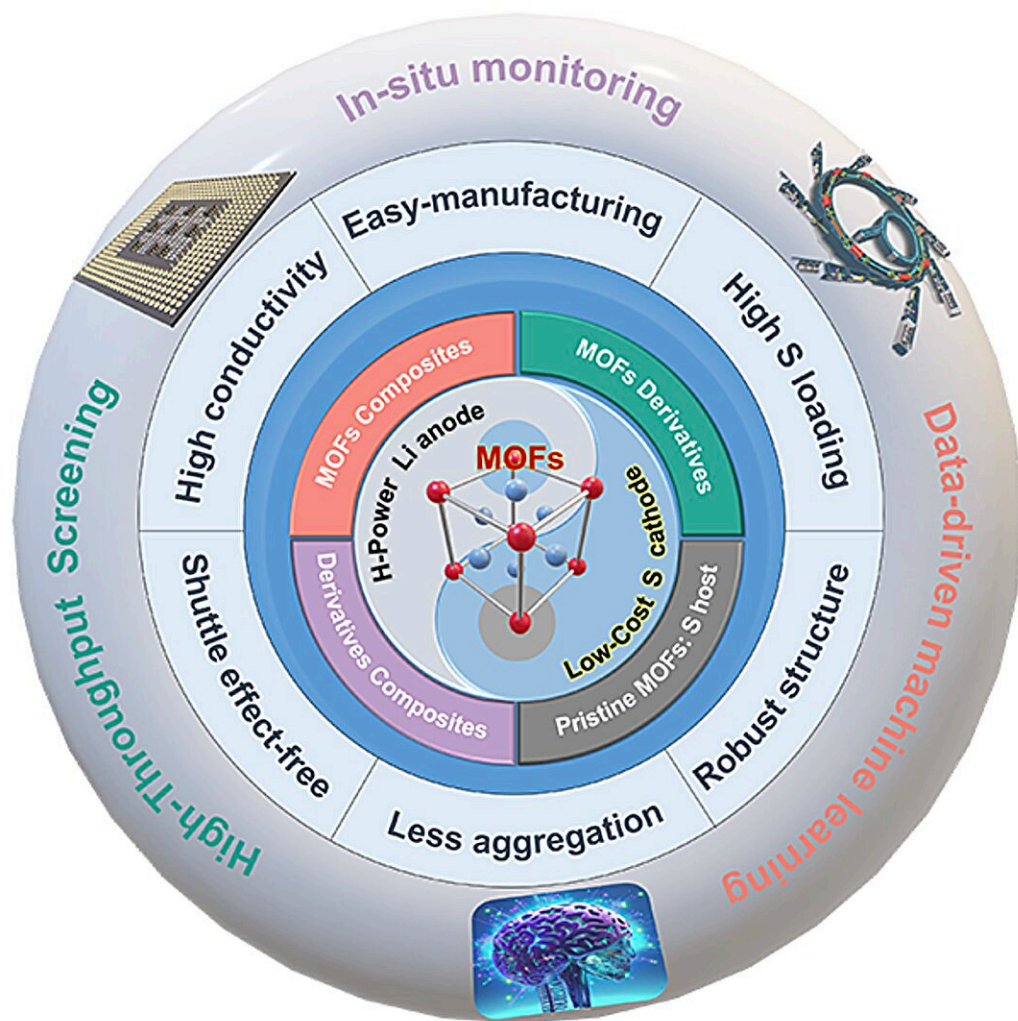 In-situ monitoring
Easy-manufacturing
High conductivity
High S loading
MOFs Composites
MOFs Derivatives
H-Power Li anode
MOFs
Low-Cost S cathode
High-Throughput Screening
Data-driven machine learning
Derivatives Composites
Pristine MOFs: S host
Shuttle effect-free
Robust structure
Less aggregation